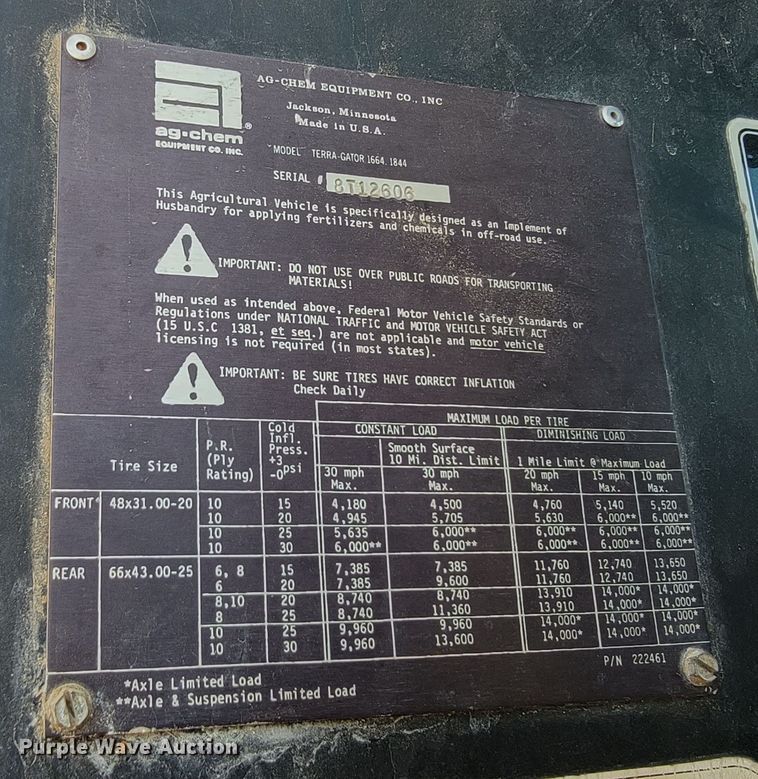 AG-CHEM EQUIPMENT CO., INC
Jackson, Minnesota
Made in U.S.A.
ag-chem®
EQUIPMENT CO. INC.
MODEL TERRA-GATOR 1664, 1844
SERIAL # 8T12606
This Agricultural Vehicle is specifically designed as an Implement of
Husbandry for applying fertilizers and chemicals in off-road use.
! IMPORTANT: DO NOT USE OVER PUBLIC ROADS FOR TRANSPORTING
MATERIALS!
When used as intended above, Federal Motor Vehicle Safety Standards or
Regulations under NATIONAL TRAFFIC and MOTOR VEHICLE SAFETY ACT
(15 U.S.C 1381, et seq.) are not applicable and motor vehicle
licensing is not required (in most states).
! IMPORTANT: BE SURE TIRES HAVE CORRECT INFLATION
Check Daily
MAXIMUM LOAD PER TIRE
CONSTANT LOAD DIMINISHING LOAD
Tire Size
P.R.
(Ply
Rating)
Cold
Infl.
Press.
+3
-0 psi
30 mph
Max.
Smooth Surface
10 Mi. Dist. Limit
30 mph
Max.
1 Mile Limit @*Maximum Load
20 mph 15 mph 10 mph
Max. Max. Max.
FRONT* 48x31.00-20 10 15 4,180 4,500 4,760 5,140 5,520
10 20 4,945 5,705 5,630 6,000** 6,000**
10 25 5,635 6,000** 6,000** 6,000** 6,000**
10 30 6,000** 6,000** 6,000** 6,000** 6,000**
REAR 66x43.00-25 6, 8 15 7,385 7,385 11,760 12,740 13,650
6 20 7,385 9,600 11,760 12,740 13,650
8,10 20 8,740 8,740 13,910 14,000* 14,000*
8 25 8,740 11,360 13,910 14,000* 14,000*
10 25 9,960 9,960 14,000* 14,000* 14,000*
10 30 9,960 13,600 14,000* 14,000* 14,000*
P/N 222461
*Axle Limited Load
**Axle & Suspension Limited Load
Purple Wave Auction